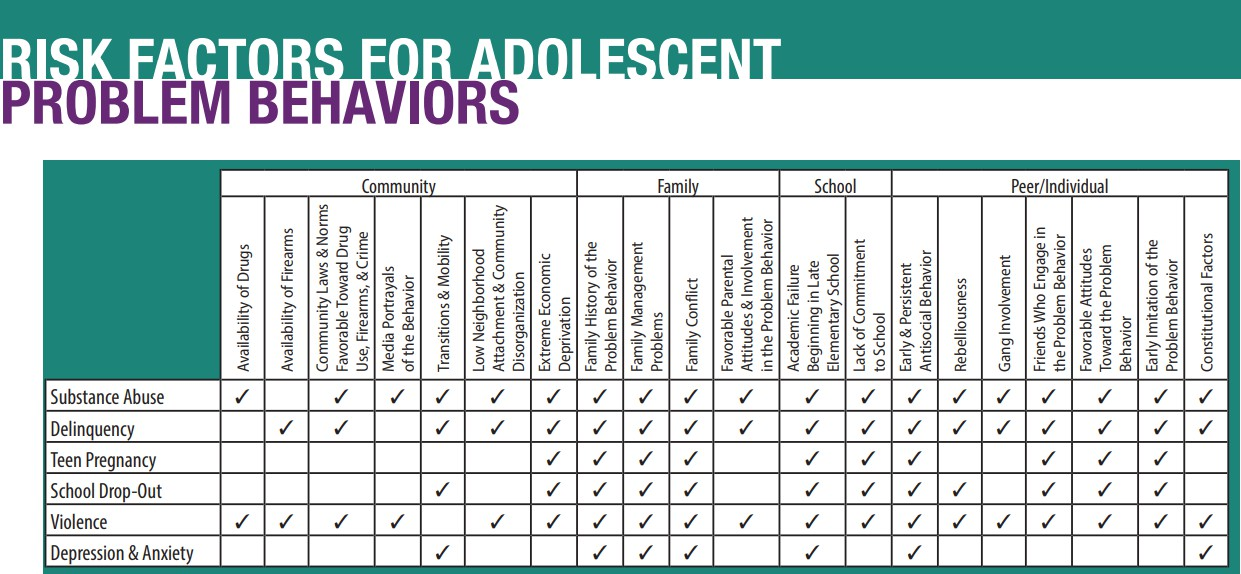 RISK FACTORS FOR ADOLESCENT
PROBLEM BEHAVIORS
Community Family School Peer/Individual
Availability of Drugs
Availability of Firearms
Community Laws & Norms
Favorable Toward Drug
Use, Firearms, & Crime
Media Portrayals
of the Behavior
Transitions & Mobility
Low Neighborhood
Attachment & Community
Disorganization
Extreme Economic
Deprivation
Family History of the
Problem Behavior
Family Management
Problems
Family Conflict
Favorable Parental
Attitudes & Involvement
in the Problem Behavior
Academic Failure
Beginning in Late
Elementary School
Lack of Commitment
to School
Early & Persistent
Antisocial Behavior
Rebelliousness
Gang Involvement
Friends Who Engage in
the Problem Behavior
Favorable Attitudes
Toward the Problem
Behavior
Early Imitation of the
Problem Behavior
Constitutional Factors
Substance Abuse ✓ ✓ ✓ ✓ ✓ ✓ ✓ ✓ ✓ ✓ ✓ ✓ ✓ ✓ ✓ ✓ ✓ ✓ ✓
Delinquency ✓ ✓ ✓ ✓ ✓ ✓ ✓ ✓ ✓ ✓ ✓ ✓ ✓ ✓ ✓ ✓ ✓ ✓
Teen Pregnancy ✓ ✓ ✓ ✓ ✓ ✓ ✓ ✓ ✓ ✓
School Drop-Out ✓ ✓ ✓ ✓ ✓ ✓ ✓ ✓ ✓ ✓ ✓ ✓
Violence ✓ ✓ ✓ ✓ ✓ ✓ ✓ ✓ ✓ ✓ ✓ ✓ ✓ ✓ ✓ ✓ ✓ ✓ ✓
Depression & Anxiety ✓ ✓ ✓ ✓ ✓ ✓ ✓